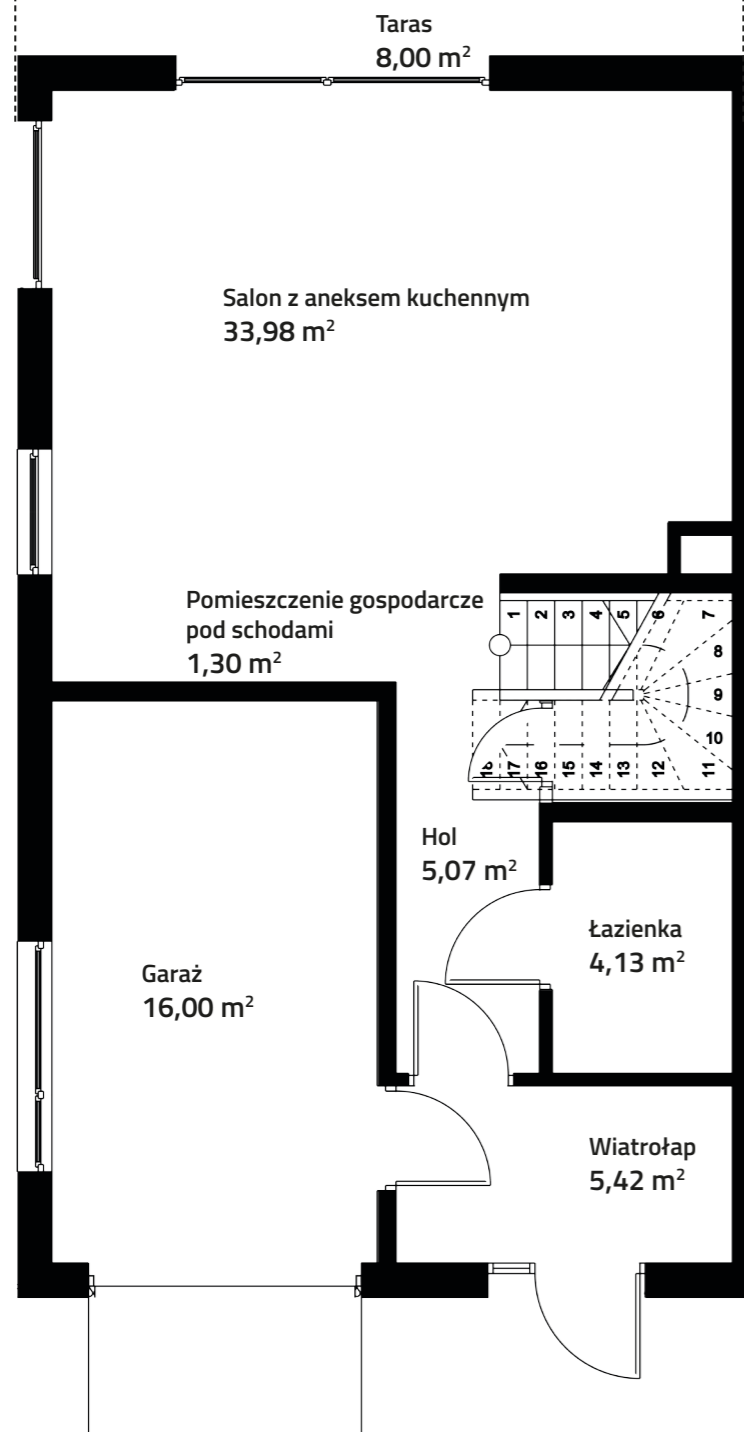 Taras
8,00 m²
Salon z aneksem kuchennym
33,98 m²
Pomieszczenie gospodarcze
pod schodami
1,30 m²
1 2 3 4 5 6 7
8
9
10
18 17 16 15 14 13 12 11
Hol
5,07 m²
Łazienka
4,13 m²
Garaż
16,00 m²
Wiatrołap
5,42 m²